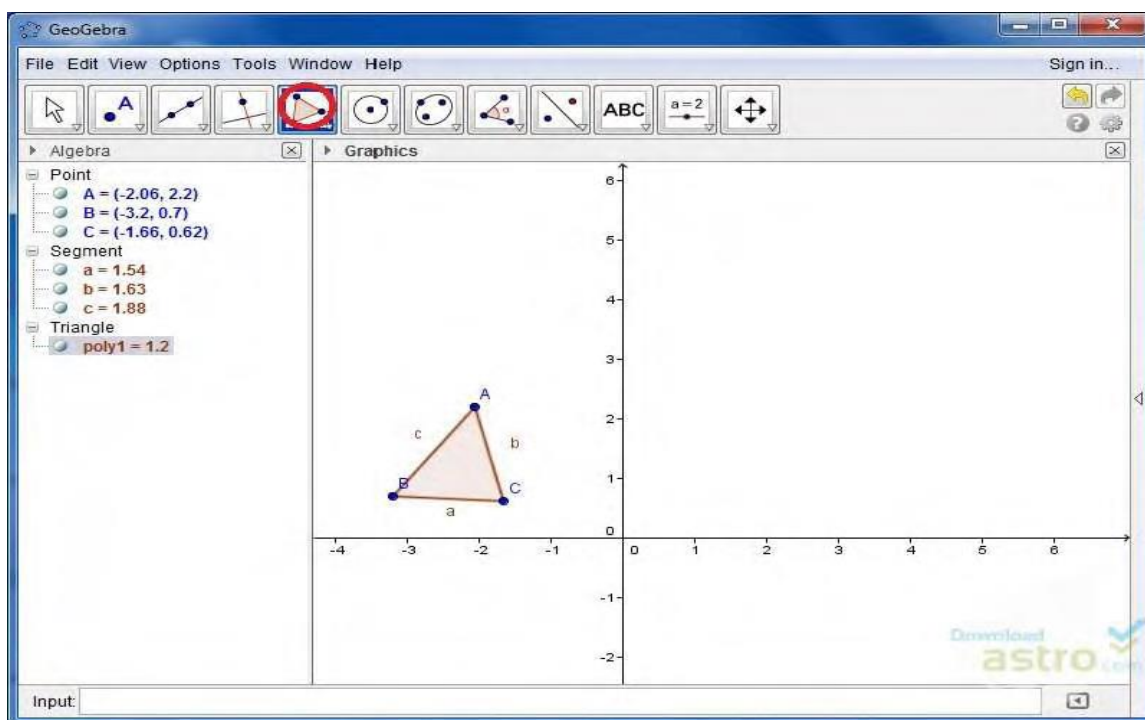 GeoGebra
File Edit View Options Tools Window Help
Sign in...
A
α
ABC
a=2
Algebra
Graphics
Point
A = (-2.06, 2.2)
B = (-3.2, 0.7)
C = (-1.66, 0.62)
Segment
a = 1.54
b = 1.63
c = 1.88
Triangle
poly1 = 1.2
6
5
4
3
2
1
0
-1
-2
-4 -3 -2 -1 0 1 2 3 4 5 6
A
c
b
B
C
a
Download
astro.com
Input: